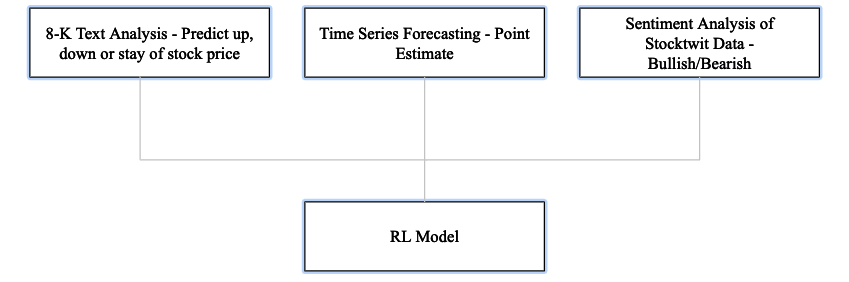 8-K Text Analysis - Predict up,
down or stay of stock price
Time Series Forecasting - Point
Estimate
Sentiment Analysis of
Stocktwit Data -
Bullish/Bearish
RL Model